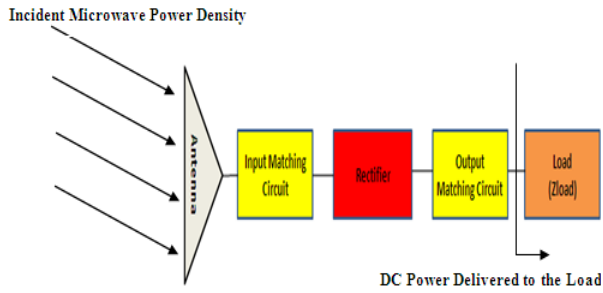 Incident Microwave Power Density
Antenna
Input Matching
Circuit
Rectifier
Output
Matching Circuit
Load
(Zload)
DC Power Delivered to the Load